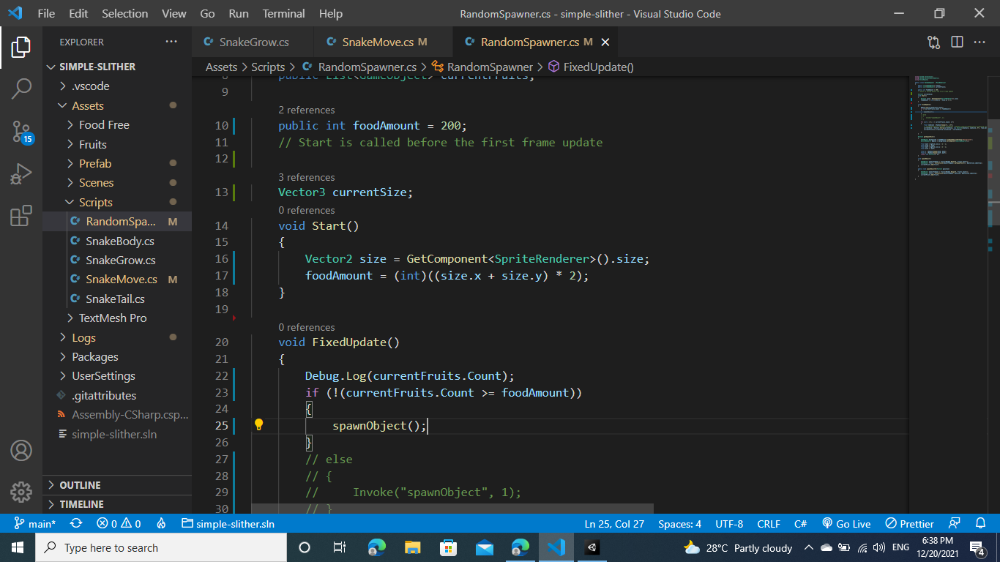 File Edit Selection View Go Run Terminal Help RandomSpawner.cs - simple-slither - Visual Studio Code
EXPLORER
SnakeGrow.cs SnakeMove.cs M RandomSpawner.cs M
Assets > Scripts > RandomSpawner.cs > RandomSpawner > FixedUpdate()
SIMPLE-SLITHER
.vscode
Assets
Food Free
Fruits
Prefab
Scenes
Scripts
RandomSpa... M
SnakeBody.cs
SnakeGrow.cs
SnakeMove.cs M
SnakeTail.cs
TextMesh Pro
Logs
Packages
UserSettings
.gitattributes
Assembly-CSharp.csp...
simple-slither.sln
OUTLINE
TIMELINE
15
8 public List<GameObject> currentFruits;
9
2 references
10 public int foodAmount = 200;
11 // Start is called before the first frame update
12
3 references
13 Vector3 currentSize;
0 references
14 void Start()
15 {
16 Vector2 size = GetComponent<SpriteRenderer>().size;
17 foodAmount = (int)((size.x + size.y) * 2);
18 }
19
0 references
20 void FixedUpdate()
21 {
22 Debug.Log(currentFruits.Count);
23 if (!(currentFruits.Count >= foodAmount))
24 {
25 spawnObject();
26 }
27 // else
28 // {
29 // Invoke("spawnObject", 1);
30 // }
main* 0 0 simple-slither.sln Ln 25, Col 27 Spaces: 4 UTF-8 CRLF C# Go Live Prettier
Type here to search 28°C Partly cloudy ENG 6:38 PM
12/20/2021 4